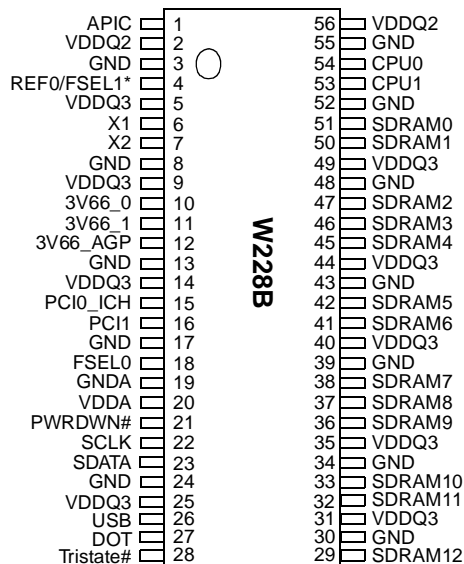 APIC 1 56 VDDQ2
VDDQ2 2 55 GND
GND 3 54 CPU0
REF0/FSEL1* 4 53 CPU1
VDDQ3 5 52 GND
X1 6 51 SDRAM0
X2 7 50 SDRAM1
GND 8 49 VDDQ3
VDDQ3 9 48 GND
3V66_0 10 47 SDRAM2
3V66_1 11 46 SDRAM3
3V66_AGP 12 45 SDRAM4
GND 13 44 VDDQ3
VDDQ3 14 43 GND
PCI0_ICH 15 42 SDRAM5
PCI1 16 41 SDRAM6
GND 17 40 VDDQ3
FSEL0 18 39 GND
GNDA 19 38 SDRAM7
VDDA 20 37 SDRAM8
PWRDWN# 21 36 SDRAM9
SCLK 22 35 VDDQ3
SDATA 23 34 GND
GND 24 33 SDRAM10
VDDQ3 25 32 SDRAM11
USB 26 31 VDDQ3
DOT 27 30 GND
Tristate# 28 29 SDRAM12
W228B